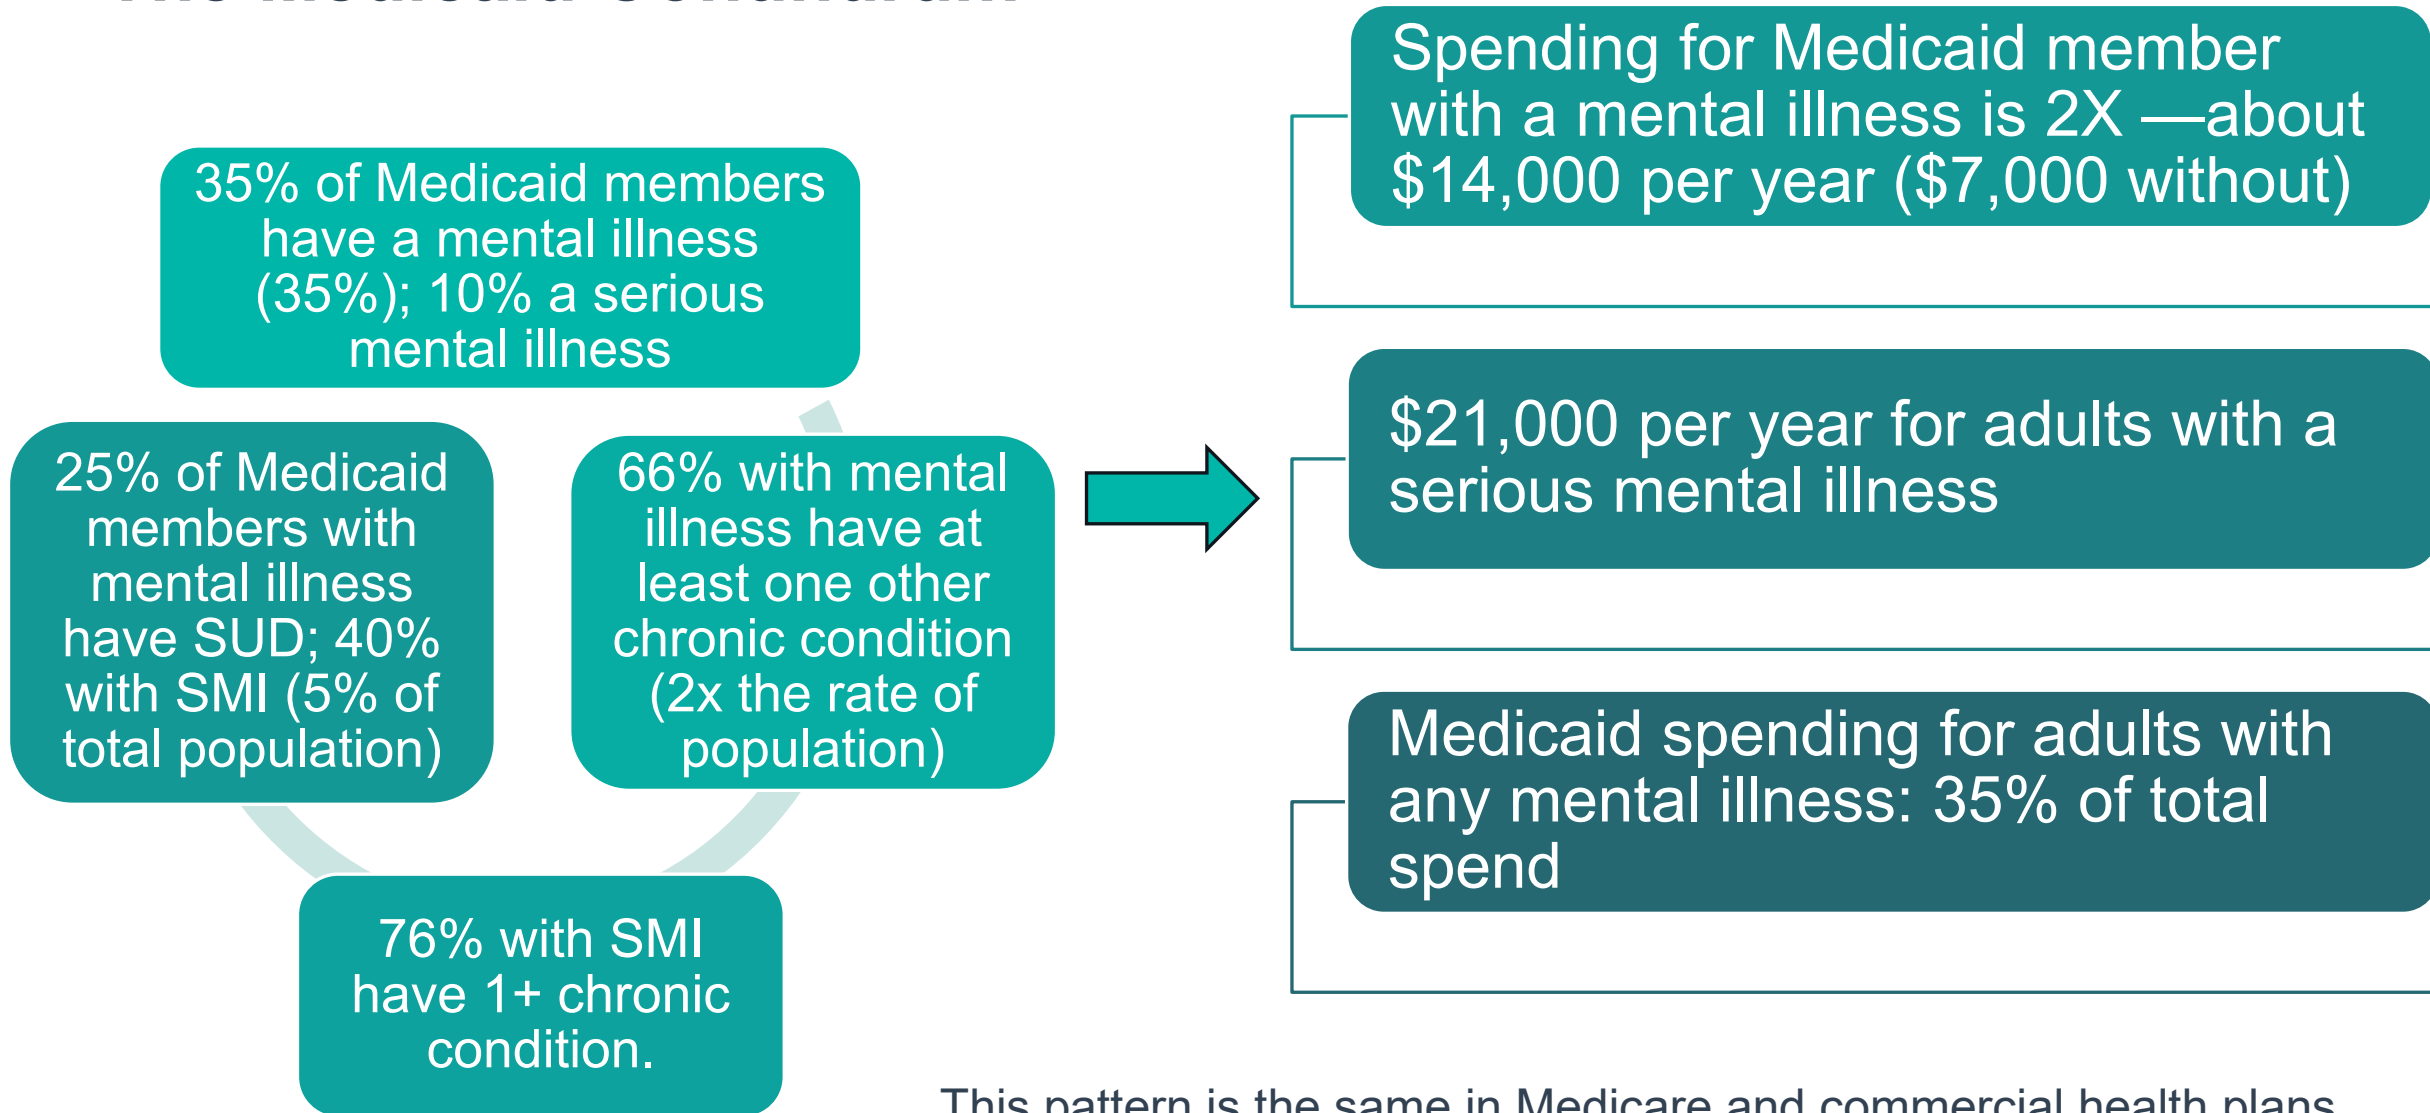 The Medicaid Conundrum
35% of Medicaid members
have a mental illness
(35%); 10% a serious
mental illness
25% of Medicaid
members with
mental illness
have SUD; 40%
with SMI (5% of
total population)
66% with mental
illness have at
least one other
chronic condition
(2x the rate of
population)
76% with SMI
have 1+ chronic
condition.
Spending for Medicaid member
with a mental illness is 2X —about
$14,000 per year ($7,000 without)
$21,000 per year for adults with a
serious mental illness
Medicaid spending for adults with
any mental illness: 35% of total
spend
This pattern is the same in Medicare and commercial health plans